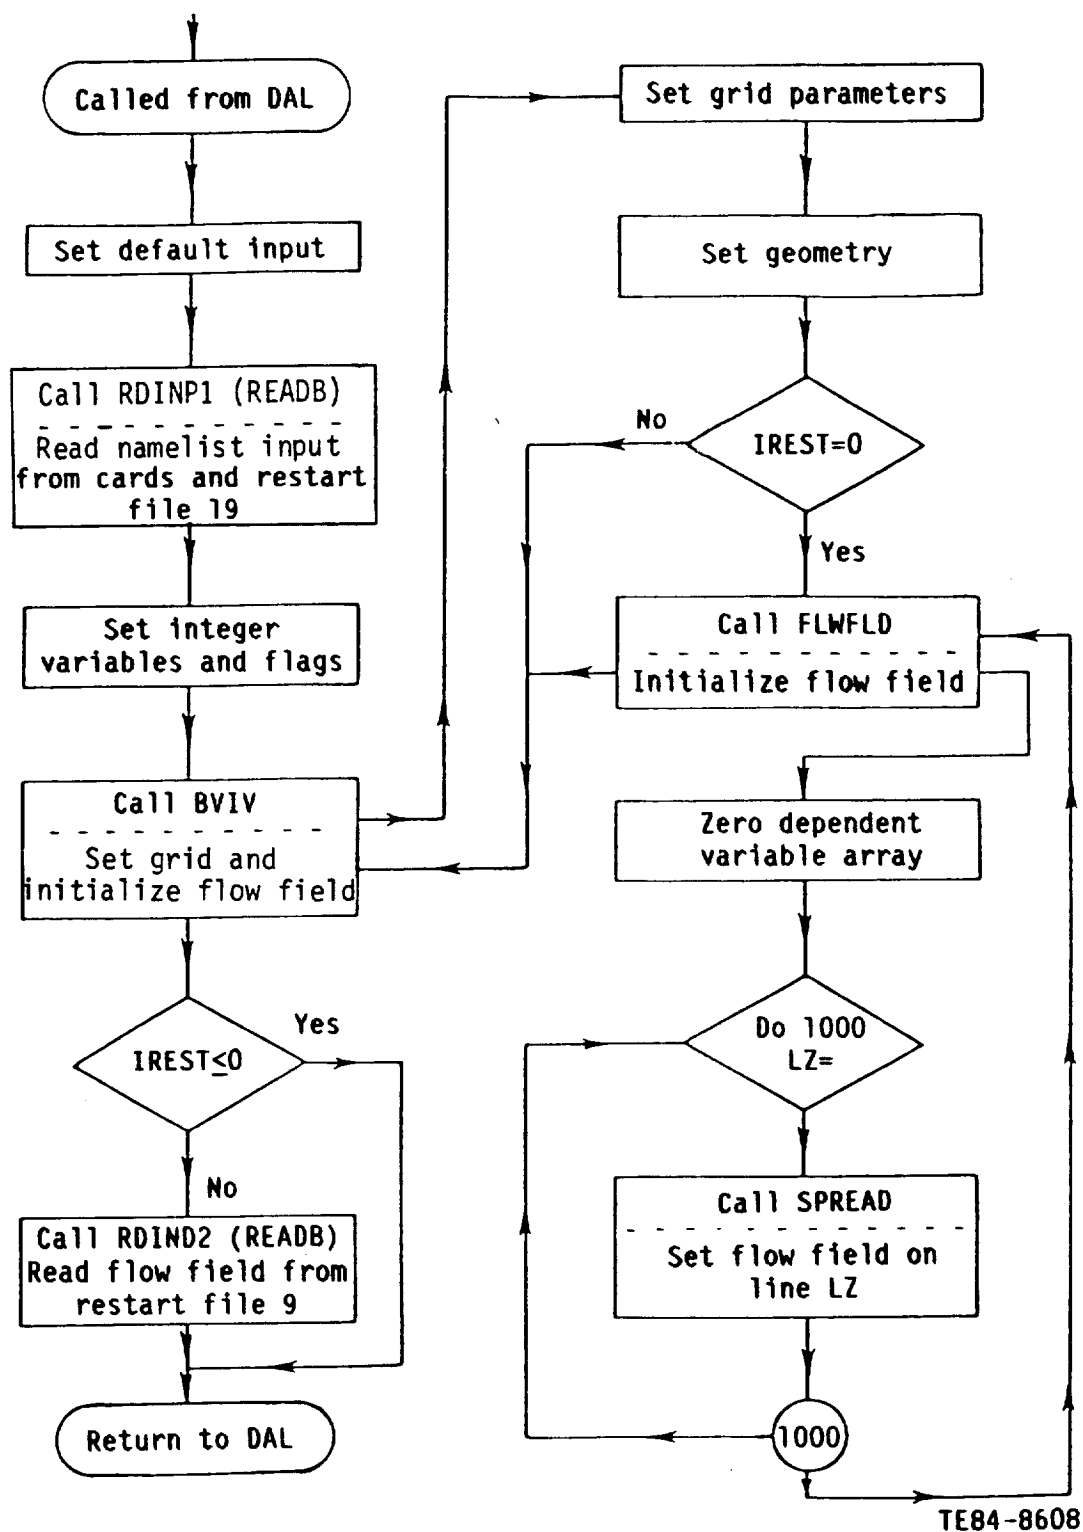 Called from DAL
Set default input
Call RDINP1 (READB)
Read namelist input
from cards and restart
file 19
Set integer
variables and flags
Call BVIV
Set grid and
initialize flow field
IREST≤0
Yes
No
Call RDIND2 (READB)
Read flow field from
restart file 9
Return to DAL
Set grid parameters
Set geometry
IREST=0
No
Yes
Call FLWFLD
Initialize flow field
Zero dependent
variable array
Do 1000
LZ=
Call SPREAD
Set flow field on
line LZ
1000
TE84-8608